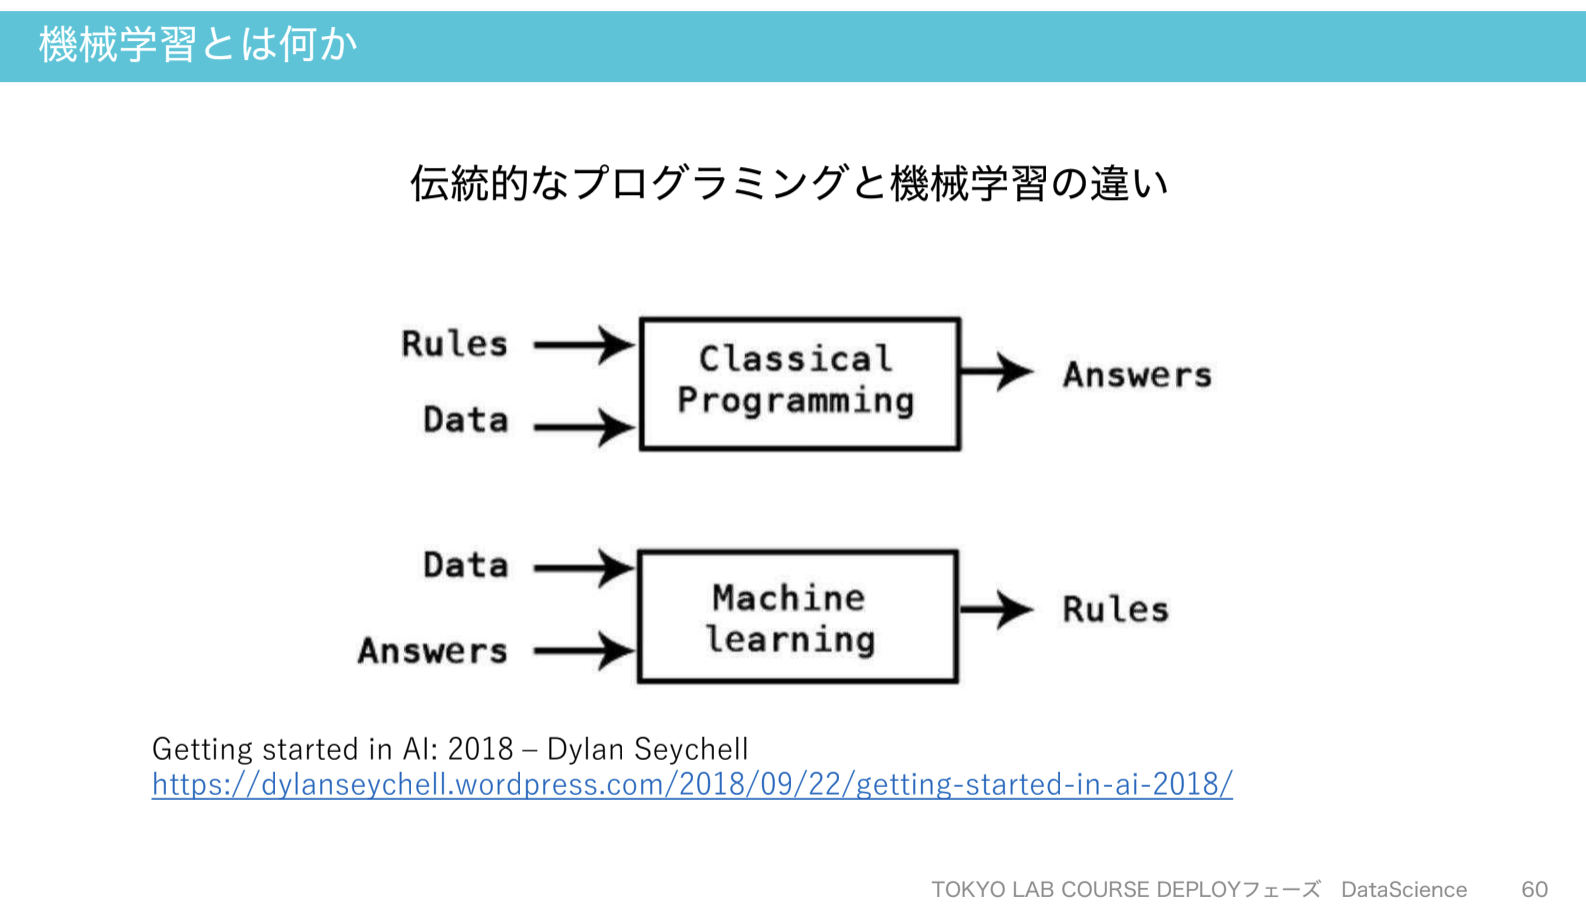 機械学習とは何か
伝統的なプログラミングと機械学習の違い
Rules
Data
Classical
Programming
Answers
Data
Answers
Machine
learning
Rules
Getting started in AI: 2018 – Dylan Seychell
https://dylanseychell.wordpress.com/2018/09/22/getting-started-in-ai-2018/
TOKYO LAB COURSE DEPLOYフェーズ DataScience 60